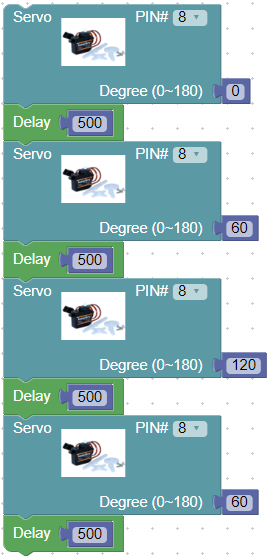 Servo PIN# 8
Degree (0~180) 0
Delay 500
Servo PIN# 8
Degree (0~180) 60
Delay 500
Servo PIN# 8
Degree (0~180) 120
Delay 500
Servo PIN# 8
Degree (0~180) 60
Delay 500